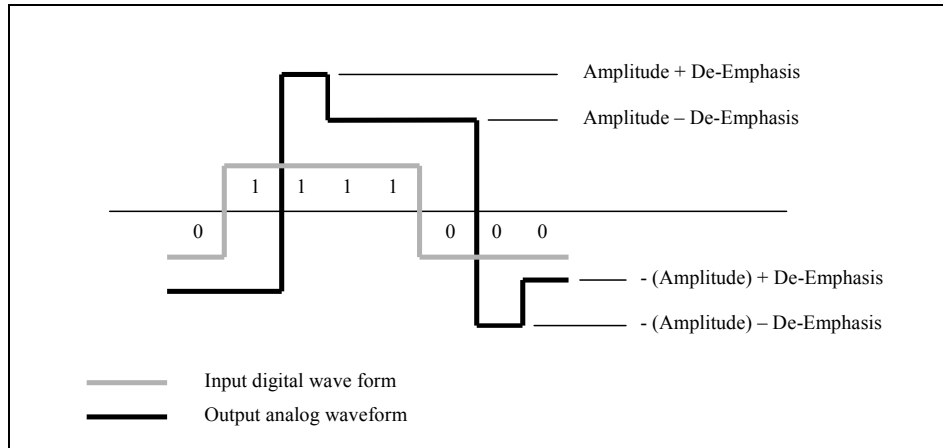 Amplitude + De-Emphasis
Amplitude – De-Emphasis
1 1 1 1
0 0 0 0
- (Amplitude) + De-Emphasis
- (Amplitude) – De-Emphasis
Input digital wave form
Output analog waveform